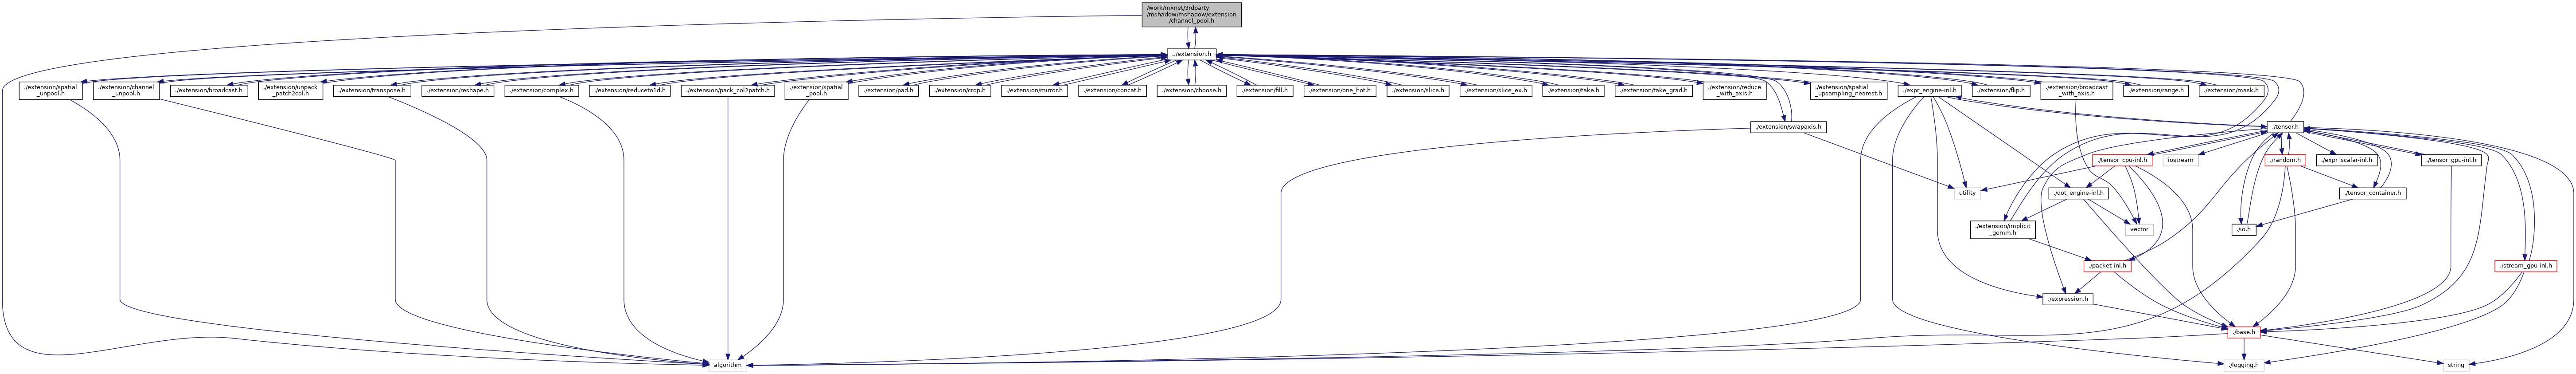 /work/mxnet/3rdparty
/mshadow/mshadow/extension
/channel_pool.h
../extension.h
./extension/spatial
_unpool.h
./extension/channel
_unpool.h
./extension/broadcast.h
./extension/unpack
_patch2col.h
./extension/transpose.h
./extension/reshape.h
./extension/complex.h
./extension/reduceto1d.h
./extension/pack_col2patch.h
./extension/spatial
_pool.h
./extension/pad.h
./extension/crop.h
./extension/mirror.h
./extension/concat.h
./extension/choose.h
./extension/fill.h
./extension/one_hot.h
./extension/slice.h
./extension/slice_ex.h
./extension/take.h
./extension/take_grad.h
./extension/reduce
_with_axis.h
./extension/spatial
_upsampling_nearest.h
./expr_engine-inl.h
./extension/flip.h
./extension/broadcast
_with_axis.h
./extension/range.h
./extension/mask.h
./extension/swapaxis.h
./tensor.h
./tensor_cpu-inl.h
iostream
./random.h
./expr_scalar-inl.h
./tensor_gpu-inl.h
utility
./dot_engine-inl.h
./tensor_container.h
./extension/implicit
_gemm.h
vector
./io.h
./packet-inl.h
./stream_gpu-inl.h
./expression.h
./base.h
algorithm
./logging.h
string